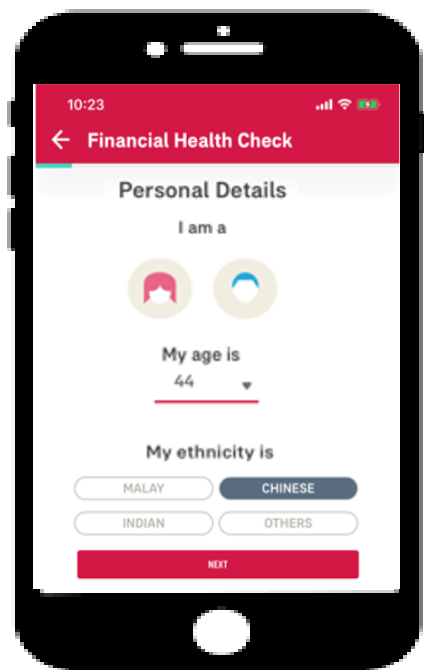 10:23
Financial Health Check
Personal Details
I am a
My age is
44
My ethnicity is
MALAY CHINESE
INDIAN OTHERS
NEXT